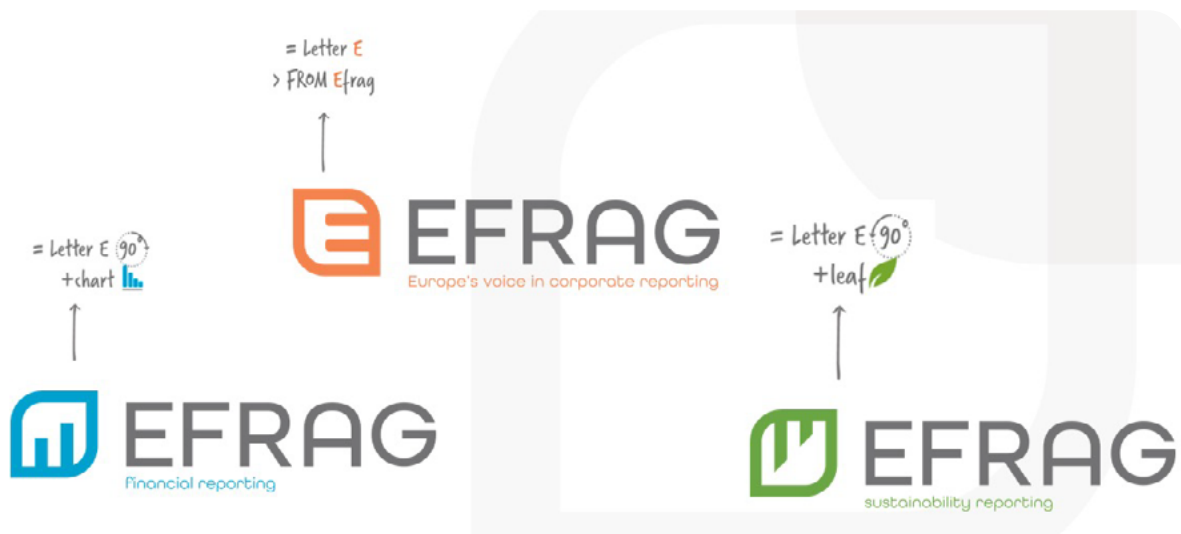 = Letter E
> FROM Efrag
EFRAG
Europe's voice in corporate reporting
= Letter E 90°
+chart
EFRAG
financial reporting
= Letter E 90°
+leaf
EFRAG
sustainability reporting